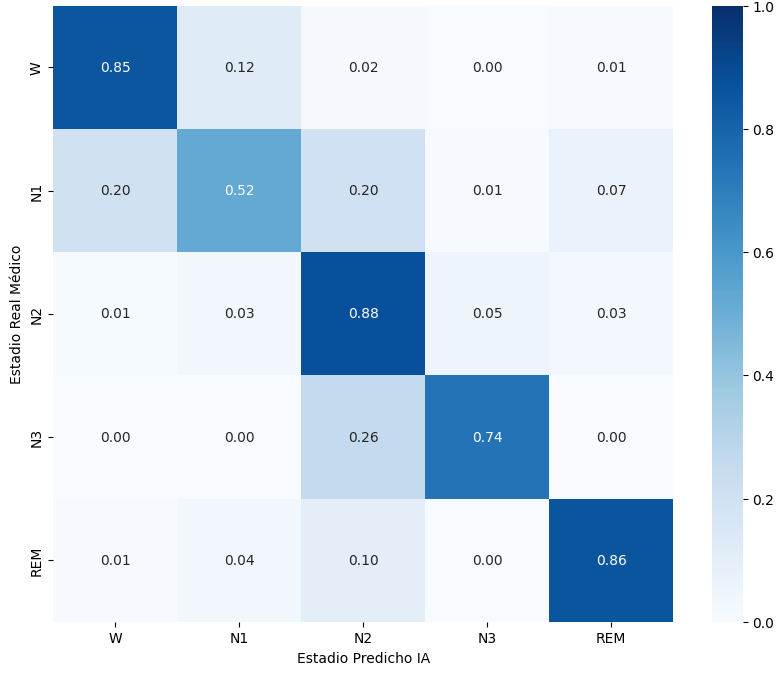 1.0
W 0.85 0.12 0.02 0.00 0.01
0.8
N1 0.20 0.52 0.20 0.01 0.07
0.6
Estadio Real Médico
N2 0.01 0.03 0.88 0.05 0.03
0.4
N3 0.00 0.00 0.26 0.74 0.00
0.2
REM 0.01 0.04 0.10 0.00 0.86
0.0
W N1 N2 N3 REM
Estadio Predicho IA